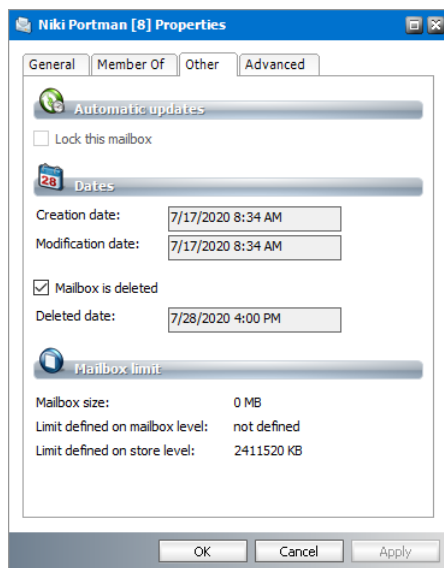 Niki Portman [8] Properties
General Member Of Other Advanced
Automatic updates
Lock this mailbox
28 Dates
Creation date: 7/17/2020 8:34 AM
Modification date: 7/17/2020 8:34 AM
Mailbox is deleted
Deleted date: 7/28/2020 4:00 PM
Mailbox limit
Mailbox size: 0 MB
Limit defined on mailbox level: not defined
Limit defined on store level: 2411520 KB
OK Cancel Apply